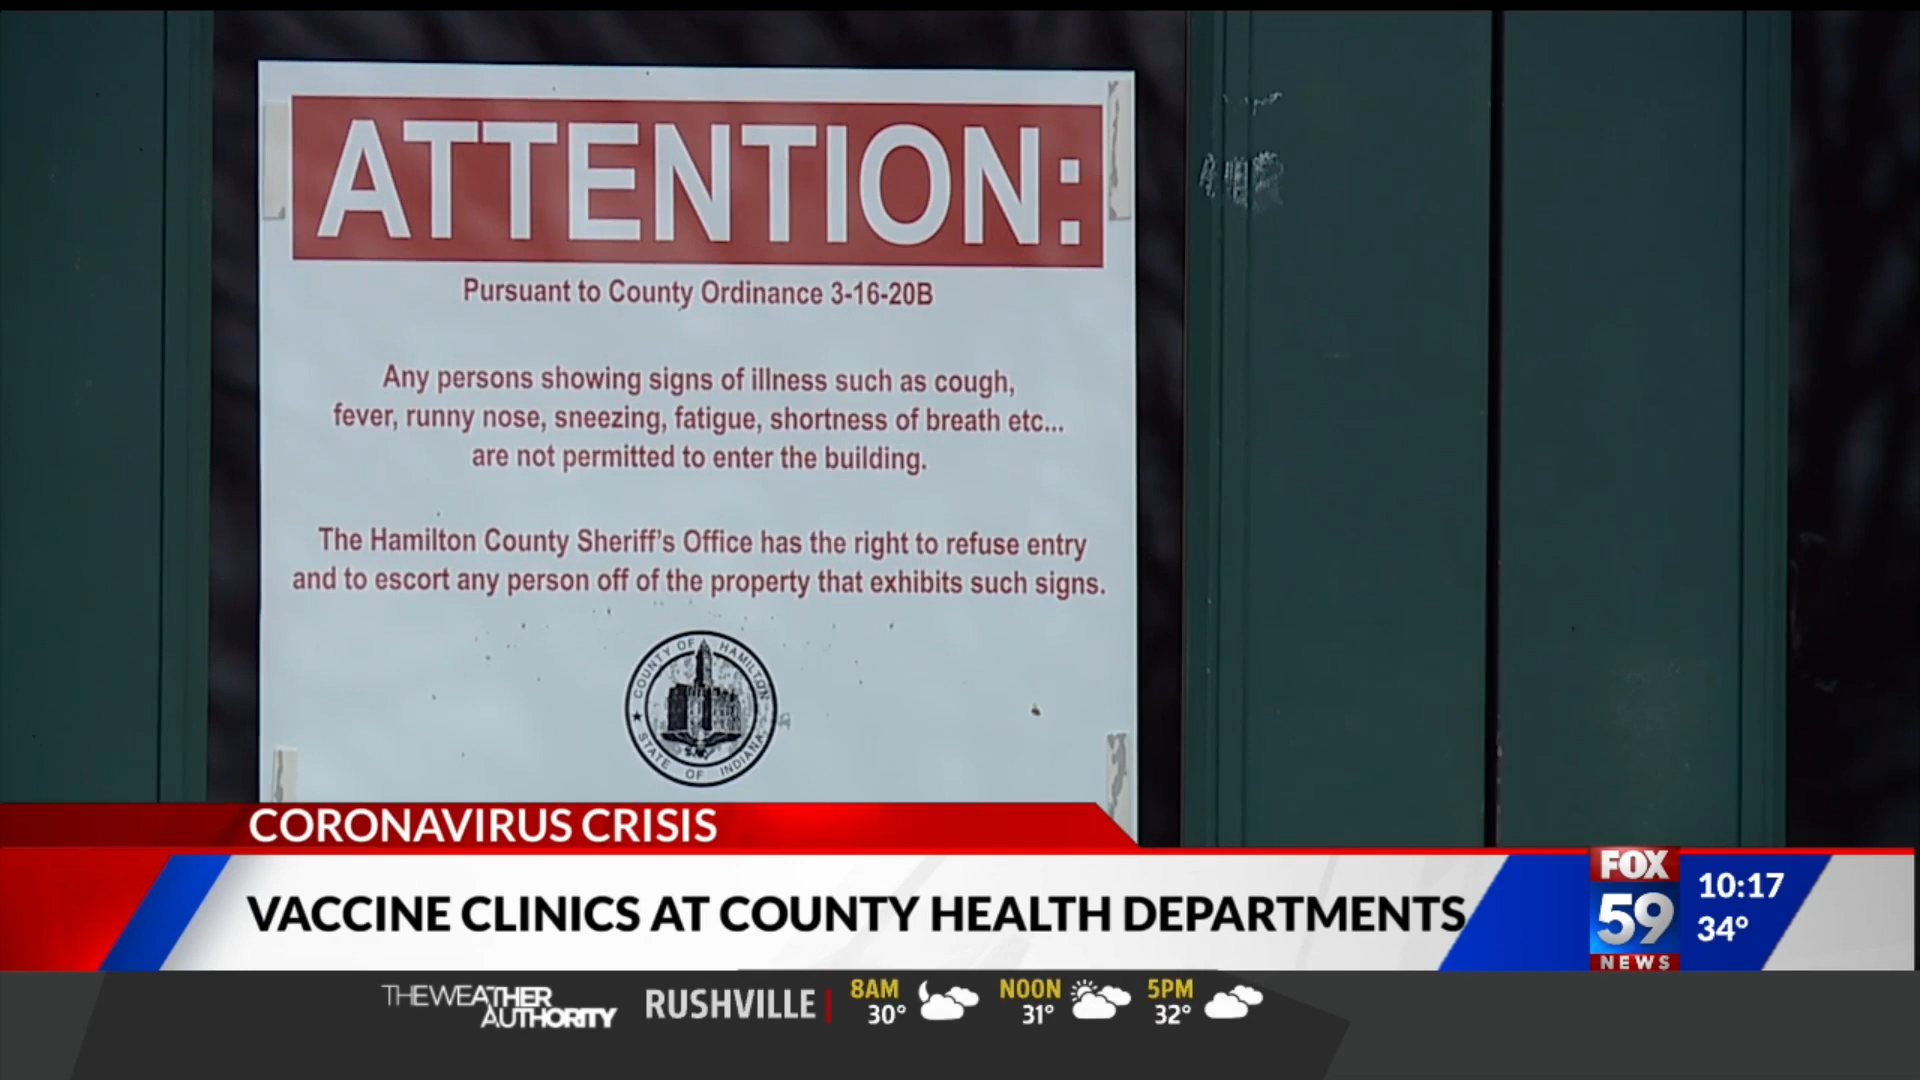 ATTENTION:
Pursuant to County Ordinance 3-16-20B
Any persons showing signs of illness such as cough,
fever, runny nose, sneezing, fatigue, shortness of breath etc...
are not permitted to enter the building.
The Hamilton County Sheriff's Office has the right to refuse entry
and to escort any person off of the property that exhibits such signs.
COUNTY OF HAMILTON
STATE OF INDIANA
CORONAVIRUS CRISIS
VACCINE CLINICS AT COUNTY HEALTH DEPARTMENTS
FOX
59
NEWS
10:17
34°
THE WEATHER
AUTHORITY
RUSHVILLE
8AM
30°
NOON
31°
5PM
32°